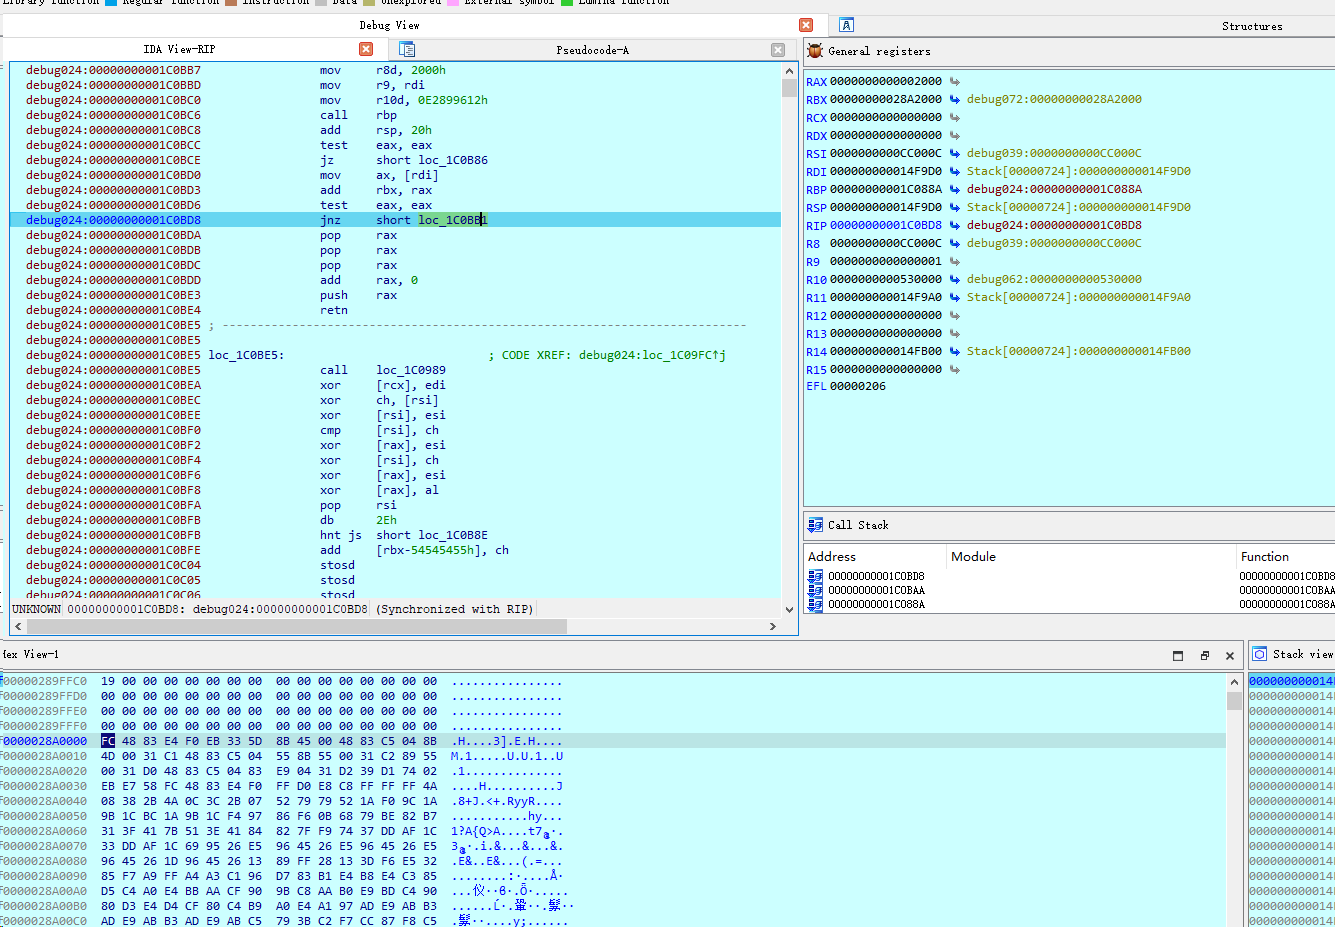 Library function Regular function Instruction Data Unexplored External symbol Lumina function
Debug View Structures
IDA View-RIP Pseudocode-A
General registers
debug024:00000000001C0BB7 mov r8d, 2000h
debug024:00000000001C0BBD mov r9, rdi
debug024:00000000001C0BC0 mov r10d, 0E2899612h
debug024:00000000001C0BC6 call rbp
debug024:00000000001C0BC8 add rsp, 20h
debug024:00000000001C0BCC test eax, eax
debug024:00000000001C0BCE jz short loc_1C0B86
debug024:00000000001C0BD0 mov ax, [rdi]
debug024:00000000001C0BD3 add rbx, rax
debug024:00000000001C0BD6 test eax, eax
debug024:00000000001C0BD8 jnz short loc_1C0BB1
debug024:00000000001C0BDA pop rax
debug024:00000000001C0BDB pop rax
debug024:00000000001C0BDC pop rax
debug024:00000000001C0BDD add rax, 0
debug024:00000000001C0BE3 push rax
debug024:00000000001C0BE4 retn
debug024:00000000001C0BE5 ; ---------------------------------------------------------------------------
debug024:00000000001C0BE5
debug024:00000000001C0BE5 loc_1C0BE5: ; CODE XREF: debug024:loc_1C09FC↑j
debug024:00000000001C0BE5 call loc_1C0989
debug024:00000000001C0BEA xor [rcx], edi
debug024:00000000001C0BEC xor ch, [rsi]
debug024:00000000001C0BEE xor [rsi], esi
debug024:00000000001C0BF0 cmp [rsi], ch
debug024:00000000001C0BF2 xor [rax], esi
debug024:00000000001C0BF4 xor [rsi], ch
debug024:00000000001C0BF6 xor [rax], esi
debug024:00000000001C0BF8 xor [rax], al
debug024:00000000001C0BFA pop rsi
debug024:00000000001C0BFB db 2Eh
debug024:00000000001C0BFB hnt js short loc_1C0B8E
debug024:00000000001C0BFE add [rbx-54545455h], ch
debug024:00000000001C0C04 stosd
debug024:00000000001C0C05 stosd
debug024:00000000001C0C06 stosd
UNKNOWN 00000000001C0BD8: debug024:00000000001C0BD8 (Synchronized with RIP)
RAX 0000000000002000
RBX 00000000028A2000 debug072:00000000028A2000
RCX 0000000000000000
RDX 0000000000000000
RSI 0000000000CC000C debug039:0000000000CC000C
RDI 000000000014F9D0 Stack[00000724]:000000000014F9D0
RBP 00000000001C088A debug024:00000000001C088A
RSP 000000000014F9D0 Stack[00000724]:000000000014F9D0
RIP 00000000001C0BD8 debug024:00000000001C0BD8
R8 0000000000CC000C debug039:0000000000CC000C
R9 0000000000000001
R10 0000000000530000 debug062:0000000000530000
R11 000000000014F9A0 Stack[00000724]:000000000014F9A0
R12 0000000000000000
R13 0000000000000000
R14 000000000014FB00 Stack[00000724]:000000000014FB00
R15 0000000000000000
EFL 00000206
Call Stack
Address Module Function
00000000001C0BD8 00000000001C0BD8
00000000001C0BAA 00000000001C0BAA
00000000001C088A 00000000001C088A
Hex View-1
Stack view
00000289FFC0 19 00 00 00 00 00 00 00 00 00 00 00 00 00 00 00 ................
00000289FFD0 00 00 00 00 00 00 00 00 00 00 00 00 00 00 00 00 ................
00000289FFE0 00 00 00 00 00 00 00 00 00 00 00 00 00 00 00 00 ................
00000289FFF0 00 00 00 00 00 00 00 00 00 00 00 00 00 00 00 00 ................
0000028A0000 FC 48 83 E4 F0 EB 33 5D 8B 45 00 48 83 C5 04 8B .H....3].E.H....
0000028A0010 4D 00 31 C1 48 83 C5 04 55 8B 55 00 31 C2 89 55 M.1.....U.U.1..U
0000028A0020 00 31 D0 48 83 C5 04 83 E9 04 31 D2 39 D1 74 02 .1..............
0000028A0030 EB E7 58 FC 48 83 E4 F0 FF D0 E8 C8 FF FF FF 4A ....H..........J
0000028A0040 08 38 2B 4A 0C 3C 2B 07 52 79 79 52 1A F0 9C 1A .8+J.<+.RyyR....
0000028A0050 9B 1C BC 1A 9B 1C F4 97 86 F6 0B 68 79 BE 82 B7 ...........hy...
0000028A0060 31 3F 41 7B 51 3E 41 84 82 7F F9 74 37 DD AF 1C 1?A{Q>A....t7
0000028A0070 33 DD AF 1C 69 95 26 E5 96 45 26 E5 96 45 26 E5
0000028A0080 96 45 26 1D 96 45 26 13 89 FF 28 13 3D F6 E5 32 .E&..E&...(.=...
0000028A0090 85 F7 A9 FF A4 A3 C1 96 D7 83 B1 E4 B8 E4 C3 85
0000028A00A0 D5 C4 A0 E4 BB AA CF 90 9B C8 AA B0 E9 BD C4 90
0000028A00B0 80 D3 E4 D4 CF 80 C4 B9 A0 E4 A1 97 AD E9 AB B3
0000028A00C0 AD E9 AB B3 AD E9 AB C5 79 3B C2 F7 CC 87 F8 C5